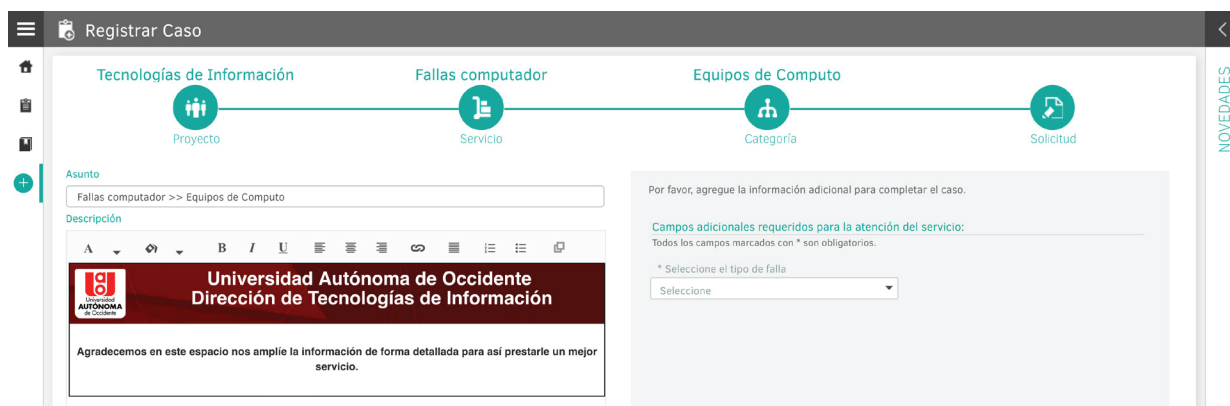 Registrar Caso
Tecnologías de Información
Fallas computador
Equipos de Computo
Proyecto
Servicio
Categoría
Solicitud
NOVEDADES
Asunto
Fallas computador >> Equipos de Computo
Descripción
A B I U
Universidad
AUTÓNOMA
de Occidente
Universidad Autónoma de Occidente
Dirección de Tecnologías de Información
Agradecemos en este espacio nos amplíe la información de forma detallada para así prestarle un mejor
servicio.
Por favor, agregue la información adicional para completar el caso.
Campos adicionales requeridos para la atención del servicio:
Todos los campos marcados con * son obligatorios.
* Seleccione el tipo de falla
Seleccione